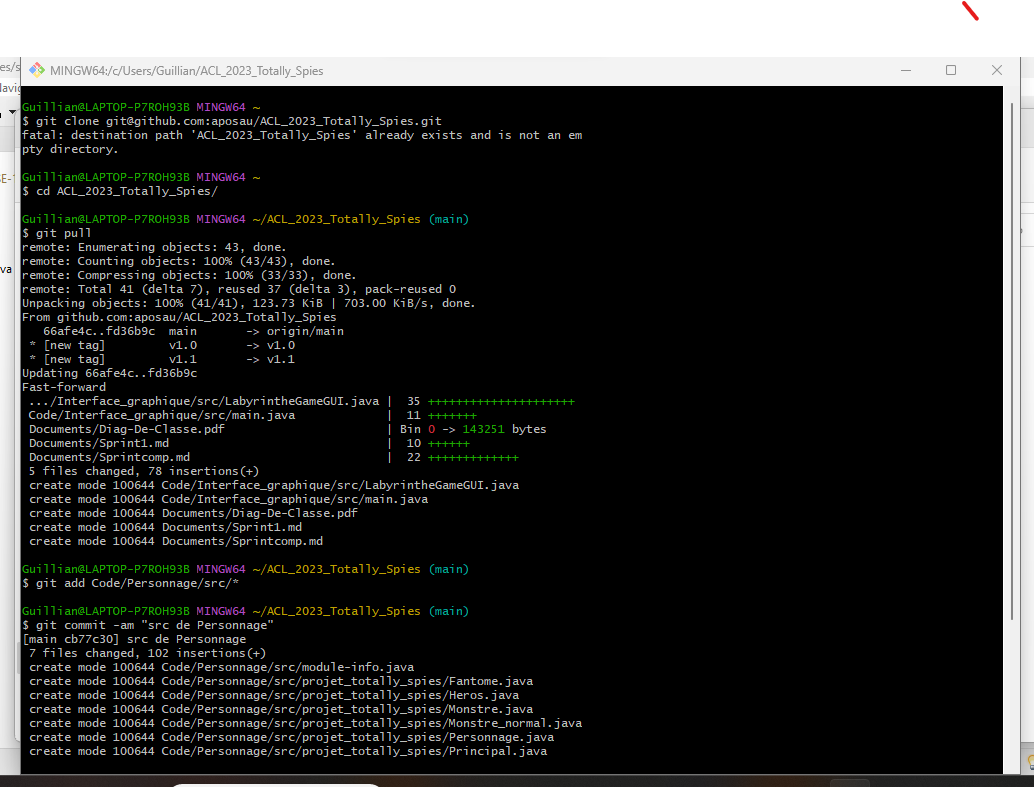 es/s
MINGW64:/c/Users/Guillian/ACL_2023_Totally_Spies
Guillian@LAPTOP-P7ROH93B MINGW64 ~
$ git clone git@github.com:aposau/ACL_2023_Totally_Spies.git
fatal: destination path 'ACL_2023_Totally_Spies' already exists and is not an em
pty directory.
Guillian@LAPTOP-P7ROH93B MINGW64 ~
$ cd ACL_2023_Totally_Spies/
Guillian@LAPTOP-P7ROH93B MINGW64 ~/ACL_2023_Totally_Spies (main)
$ git pull
remote: Enumerating objects: 43, done.
remote: Counting objects: 100% (43/43), done.
remote: Compressing objects: 100% (33/33), done.
remote: Total 41 (delta 7), reused 37 (delta 3), pack-reused 0
Unpacking objects: 100% (41/41), 123.73 KiB | 703.00 KiB/s, done.
From github.com:aposau/ACL_2023_Totally_Spies
66afe4c..fd36b9c main -> origin/main
* [new tag] v1.0 -> v1.0
* [new tag] v1.1 -> v1.1
Updating 66afe4c..fd36b9c
Fast-forward
.../Interface_graphique/src/LabyrintheGameGUI.java | 35 +++++++++++++++++++++
Code/Interface_graphique/src/main.java | 11 +++++++
Documents/Diag-De-Classe.pdf | Bin 0 -> 143251 bytes
Documents/Sprint1.md | 10 ++++++
Documents/Sprintcomp.md | 22 +++++++++++++
5 files changed, 78 insertions(+)
create mode 100644 Code/Interface_graphique/src/LabyrintheGameGUI.java
create mode 100644 Code/Interface_graphique/src/main.java
create mode 100644 Documents/Diag-De-Classe.pdf
create mode 100644 Documents/Sprint1.md
create mode 100644 Documents/Sprintcomp.md
Guillian@LAPTOP-P7ROH93B MINGW64 ~/ACL_2023_Totally_Spies (main)
$ git add Code/Personnage/src/*
Guillian@LAPTOP-P7ROH93B MINGW64 ~/ACL_2023_Totally_Spies (main)
$ git commit -am "src de Personnage"
[main cb77c30] src de Personnage
7 files changed, 102 insertions(+)
create mode 100644 Code/Personnage/src/module-info.java
create mode 100644 Code/Personnage/src/projet_totally_spies/Fantome.java
create mode 100644 Code/Personnage/src/projet_totally_spies/Heros.java
create mode 100644 Code/Personnage/src/projet_totally_spies/Monstre.java
create mode 100644 Code/Personnage/src/projet_totally_spies/Monstre_normal.java
create mode 100644 Code/Personnage/src/projet_totally_spies/Personnage.java
create mode 100644 Code/Personnage/src/projet_totally_spies/Principal.java